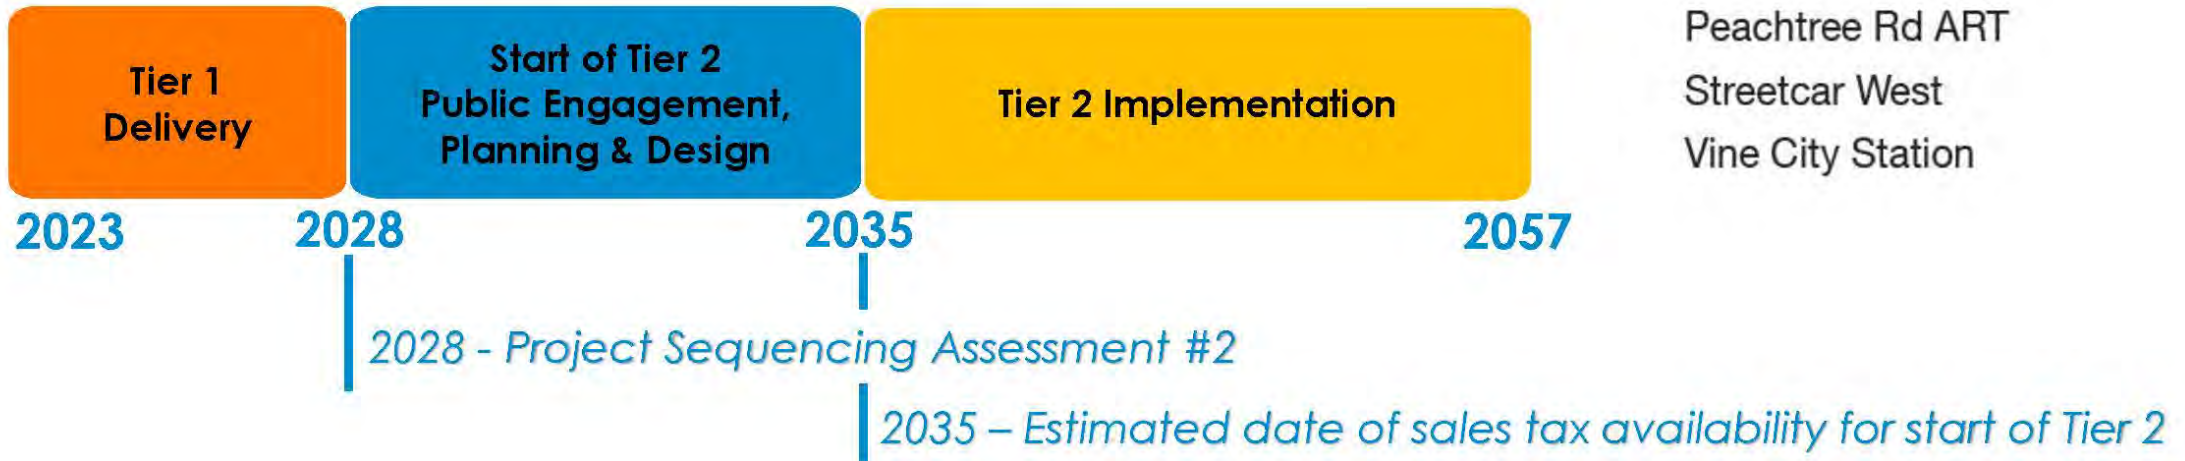 Tier 1
Delivery
Start of Tier 2
Public Engagement,
Planning & Design
Tier 2 Implementation
Peachtree Rd ART
Streetcar West
Vine City Station
2023
2028
2035
2057
2028 - Project Sequencing Assessment #2
2035 – Estimated date of sales tax availability for start of Tier 2